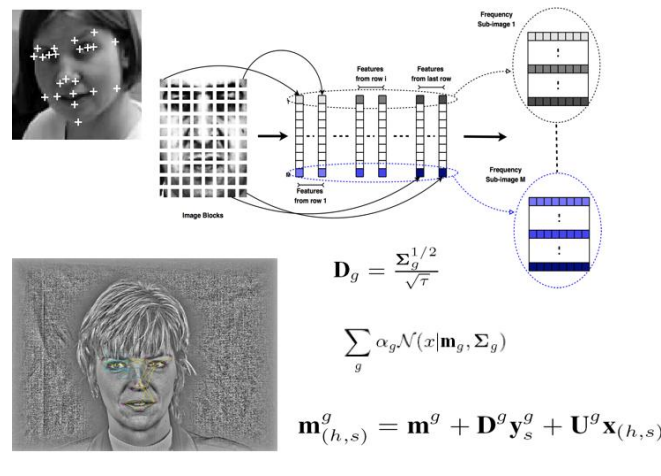 Frequency
Sub-image 1
Features
from row i
Features
from last row
Features
from row 1
Image Blocks
Frequency
Sub-image M
𝐃_g = 𝚺_g^{1/2} / √τ
∑_g α_g 𝒩(x|𝐦_g, 𝚺_g)
𝐦^g_{(h,s)} = 𝐦^g + 𝐃^g 𝐲^g_s + 𝐔^g 𝐱_{(h,s)}